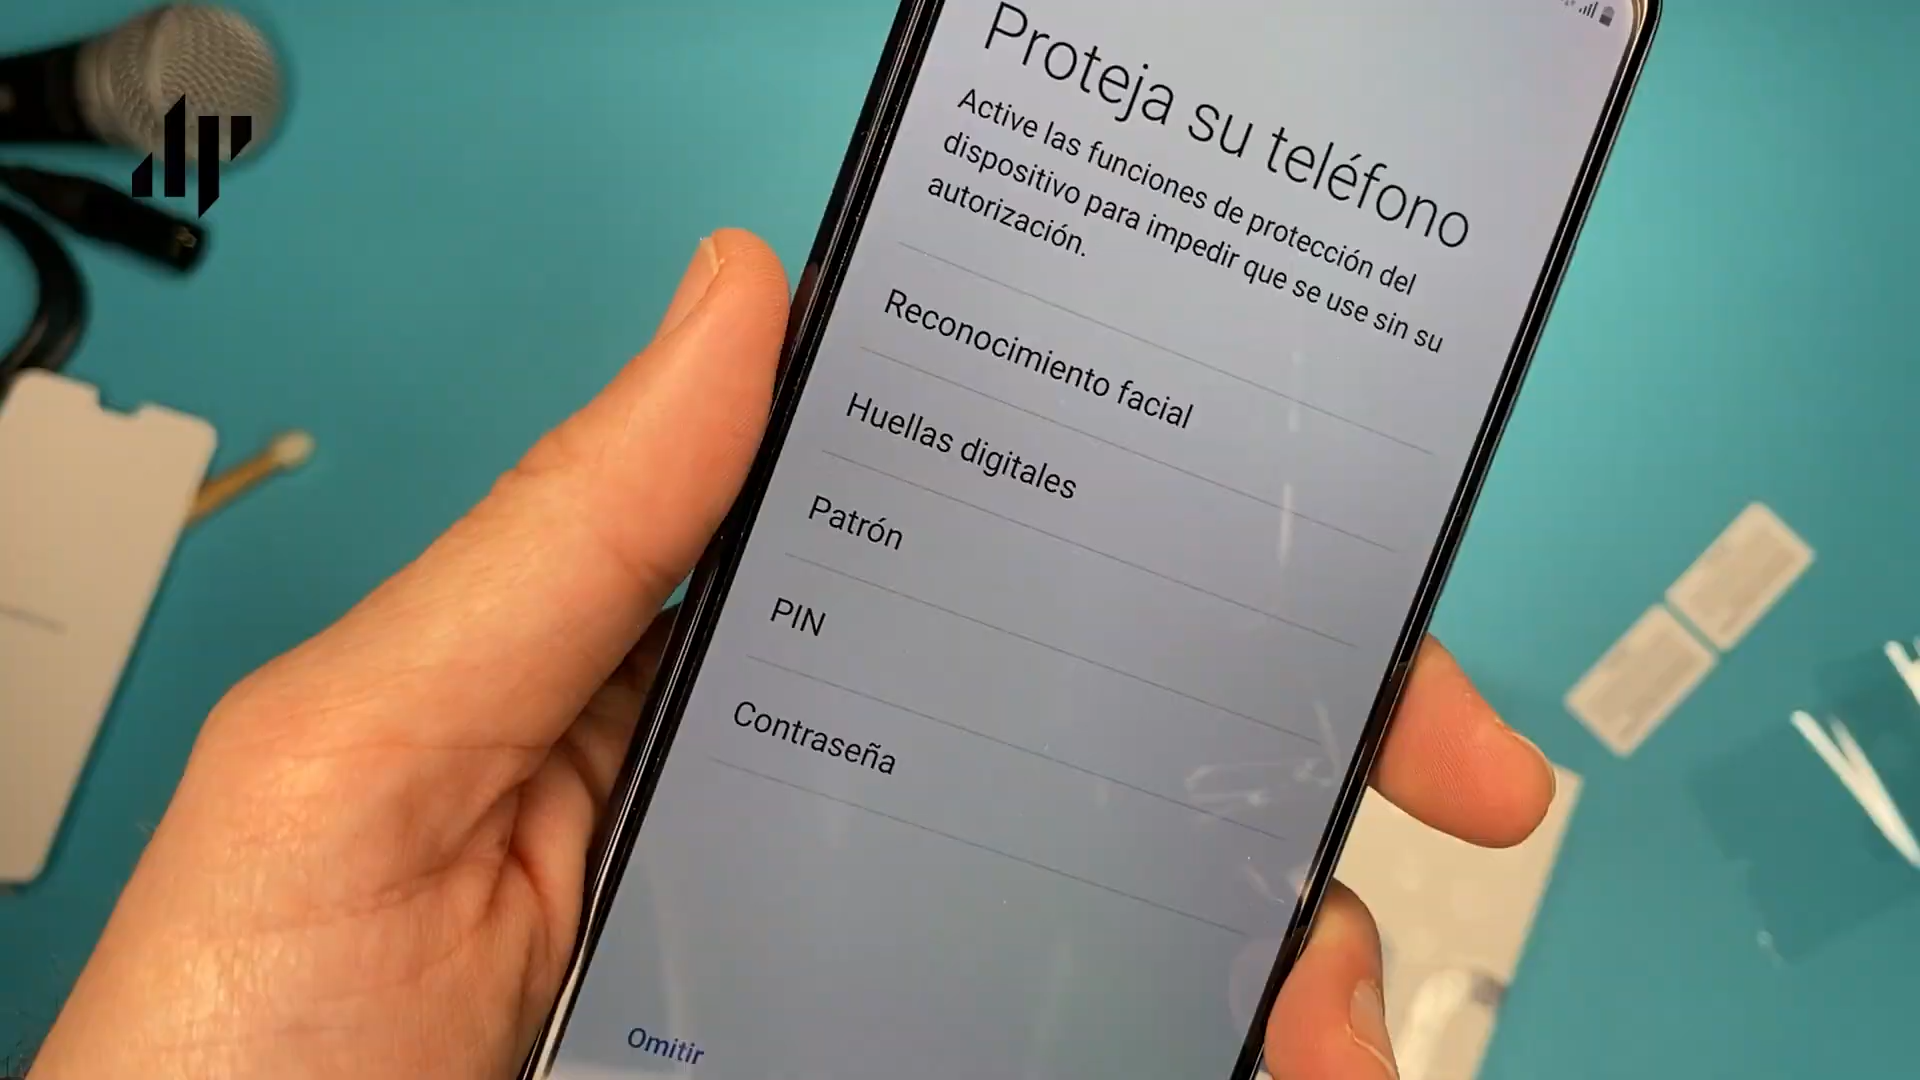 Proteja su teléfono
Active las funciones de protección del
dispositivo para impedir que se use sin su
autorización.
Reconocimiento facial
Huellas digitales
Patrón
PIN
Contraseña
Omitir